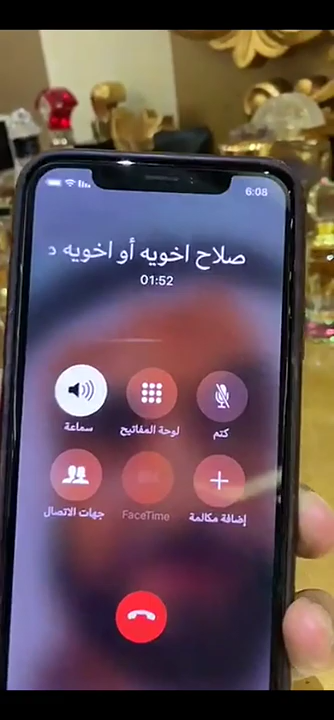 6:08
صلاح اخويه أو اخويه د
01:52
كتم
لوحة المفاتيح
سماعة
إضافة مكالمة
FaceTime
جهات الاتصال